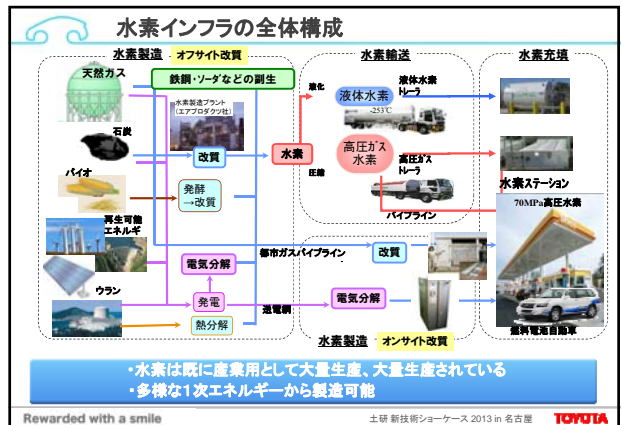 水素インフラの全体構成
水素製造 オフサイト改質
水素輸送
水素充填
天然ガス
鉄鋼・ソーダなどの副生
水素製造プラント
(エアプロダクツ社)
石炭
改質
水素
液化
圧縮
液体水素
-253℃
液体水素
トレーラ
高圧ガス
水素
高圧ガス
トレーラ
パイプライン
水素ステーション
バイオ
発酵
→改質
再生可能
エネルギ
電気分解
都市ガスパイプライン
改質
70MPa高圧水素
ウラン
発電
送電網
電気分解
熱分解
水素製造 オンサイト改質
燃料電池自動車
・水素は既に産業用として大量生産、大量生産されている
・多様な1次エネルギーから製造可能
Rewarded with a smile
土研 新技術ショーケース 2013 in 名古屋
TOYOTA